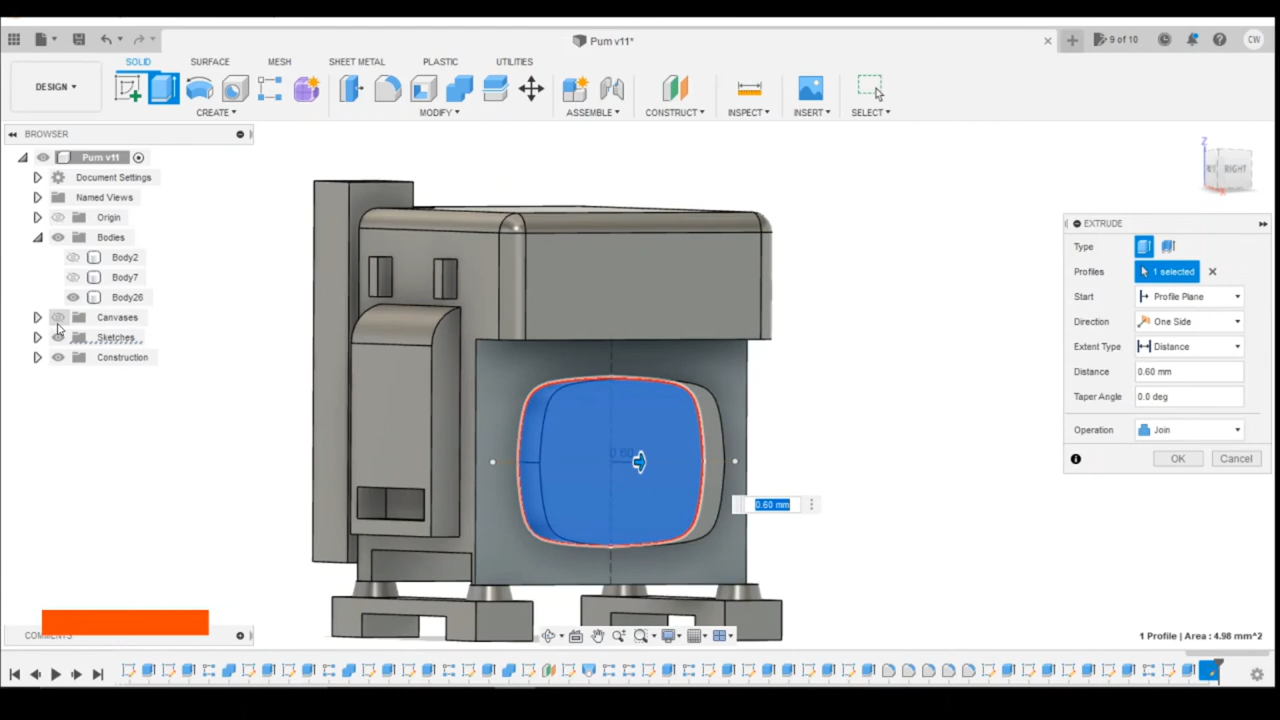 Pum v11*
9 of 10
CW
DESIGN
SOLID
SURFACE
MESH
SHEET METAL
PLASTIC
UTILITIES
CREATE
MODIFY
ASSEMBLE
CONSTRUCT
INSPECT
INSERT
SELECT
BROWSER
Pum v11
Document Settings
Named Views
Origin
Bodies
Body2
Body7
Body26
Canvases
Sketches
Construction
Z
RIGHT
EXTRUDE
Type
Profiles 1 selected
Start Profile Plane
Direction One Side
Extent Type Distance
Distance 0.60 mm
Taper Angle 0.0 deg
Operation Join
OK Cancel
0.60
0.60 mm
COMMENTS
1 Profile | Area : 4.98 mm^2